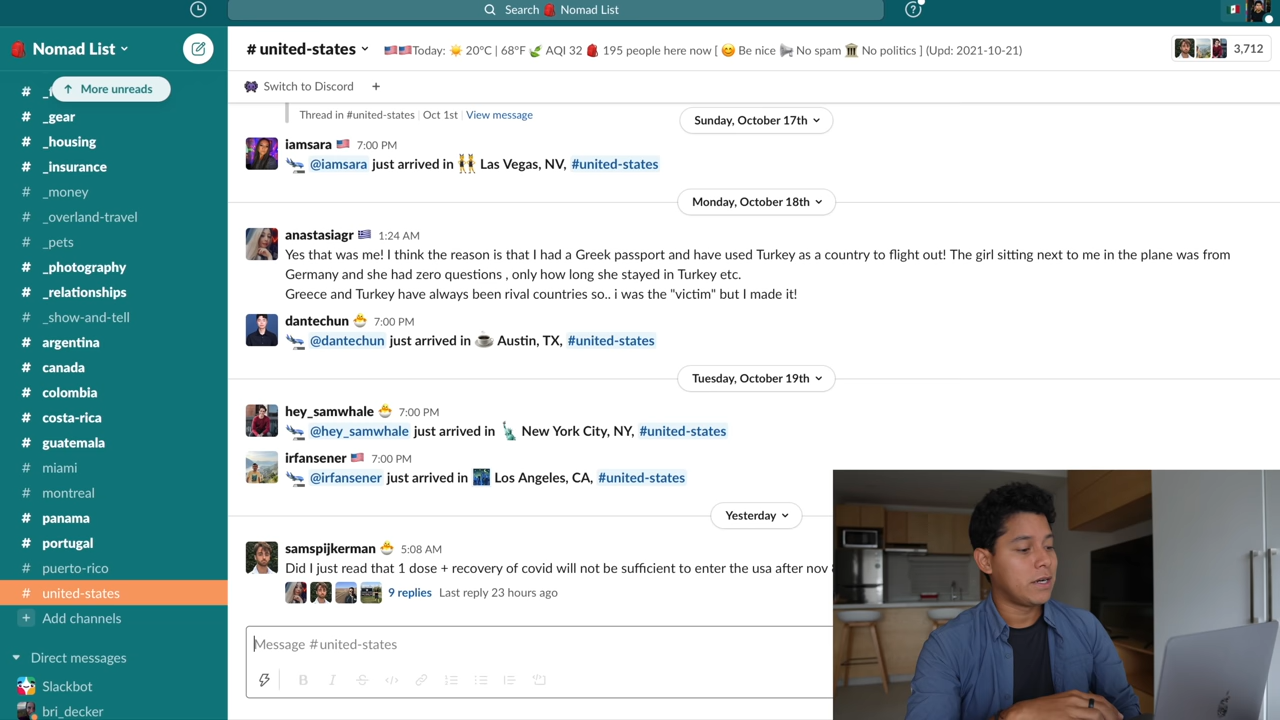 Search Nomad List
Nomad List
# united-states
Today: 20°C | 68°F AQI 32 195 people here now [ Be nice No spam No politics ] (Upd: 2021-10-21)
3,712
More unreads
Switch to Discord
+
# _gear
# _housing
# _insurance
# _money
# _overland-travel
# _pets
# _photography
# _relationships
# _show-and-tell
# argentina
# canada
# colombia
# costa-rica
# guatemala
# miami
# montreal
# panama
# portugal
# puerto-rico
# united-states
+ Add channels
Direct messages
Slackbot
bri_decker
Thread in #united-states | Oct 1st | View message
Sunday, October 17th
iamsara 7:00 PM
@iamsara just arrived in Las Vegas, NV, #united-states
Monday, October 18th
anastasiagr 1:24 AM
Yes that was me! I think the reason is that I had a Greek passport and have used Turkey as a country to flight out! The girl sitting next to me in the plane was from
Germany and she had zero questions , only how long she stayed in Turkey etc.
Greece and Turkey have always been rival countries so.. i was the "victim" but I made it!
dantechun 7:00 PM
@dantechun just arrived in Austin, TX, #united-states
Tuesday, October 19th
hey_samwhale 7:00 PM
@hey_samwhale just arrived in New York City, NY, #united-states
irfansener 7:00 PM
@irfansener just arrived in Los Angeles, CA, #united-states
Yesterday
samspijkerman 5:08 AM
Did I just read that 1 dose + recovery of covid will not be sufficient to enter the usa after nov
9 replies Last reply 23 hours ago
Message #united-states